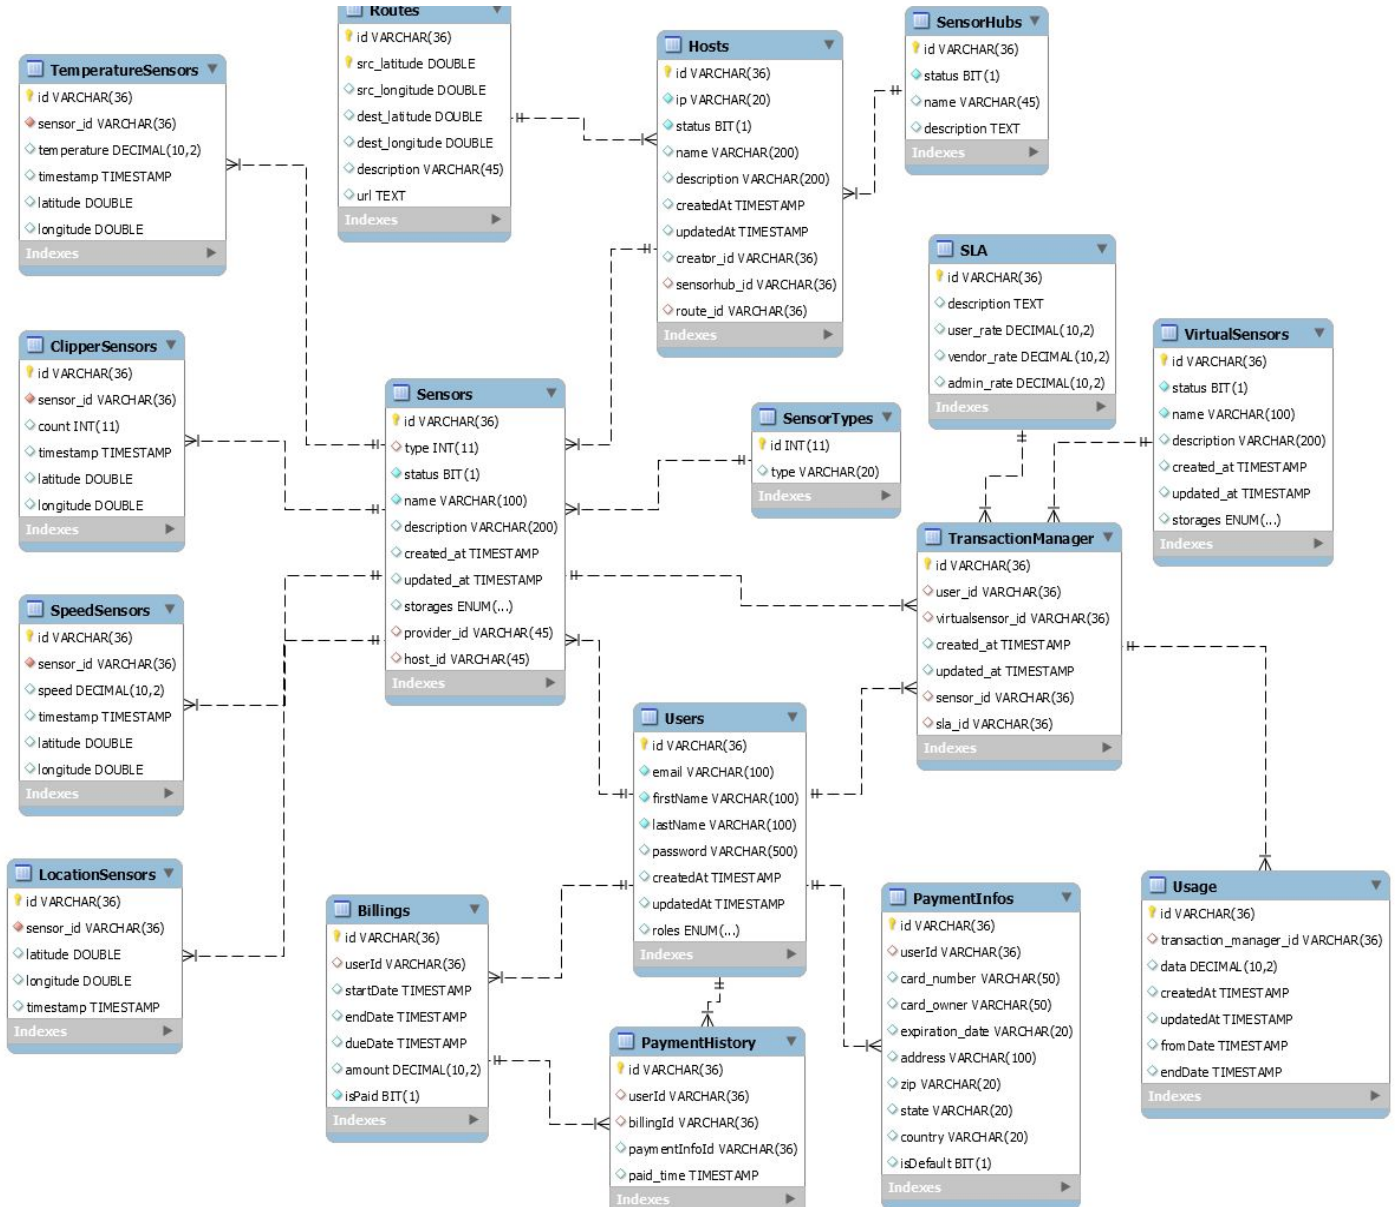 Routes
id VARCHAR(36)
src_latitude DOUBLE
src_longitude DOUBLE
dest_latitude DOUBLE
dest_longitude DOUBLE
description VARCHAR(45)
url TEXT
Indexes
Hosts
id VARCHAR(36)
ip VARCHAR(20)
status BIT(1)
name VARCHAR(200)
description VARCHAR(200)
createdAt TIMESTAMP
updatedAt TIMESTAMP
creator_id VARCHAR(36)
sensorhub_id VARCHAR(36)
route_id VARCHAR(36)
Indexes
SensorHubs
id VARCHAR(36)
status BIT(1)
name VARCHAR(45)
description TEXT
Indexes
TemperatureSensors
id VARCHAR(36)
sensor_id VARCHAR(36)
temperature DECIMAL(10,2)
timestamp TIMESTAMP
latitude DOUBLE
longitude DOUBLE
Indexes
SLA
id VARCHAR(36)
description TEXT
user_rate DECIMAL(10,2)
vendor_rate DECIMAL(10,2)
admin_rate DECIMAL(10,2)
Indexes
VirtualSensors
id VARCHAR(36)
status BIT(1)
name VARCHAR(100)
description VARCHAR(200)
created_at TIMESTAMP
updated_at TIMESTAMP
storages ENUM(...)
Indexes
ClipperSensors
id VARCHAR(36)
sensor_id VARCHAR(36)
count INT(11)
timestamp TIMESTAMP
latitude DOUBLE
longitude DOUBLE
Indexes
Sensors
id VARCHAR(36)
type INT(11)
status BIT(1)
name VARCHAR(100)
description VARCHAR(200)
created_at TIMESTAMP
updated_at TIMESTAMP
storages ENUM(...)
provider_id VARCHAR(45)
host_id VARCHAR(45)
Indexes
SensorTypes
id INT(11)
type VARCHAR(20)
Indexes
TransactionManager
id VARCHAR(36)
user_id VARCHAR(36)
virtualsensor_id VARCHAR(36)
created_at TIMESTAMP
updated_at TIMESTAMP
sensor_id VARCHAR(36)
sla_id VARCHAR(36)
Indexes
SpeedSensors
id VARCHAR(36)
sensor_id VARCHAR(36)
speed DECIMAL(10,2)
timestamp TIMESTAMP
latitude DOUBLE
longitude DOUBLE
Indexes
Users
id VARCHAR(36)
email VARCHAR(100)
firstName VARCHAR(100)
lastName VARCHAR(100)
password VARCHAR(500)
createdAt TIMESTAMP
updatedAt TIMESTAMP
roles ENUM(...)
Indexes
LocationSensors
id VARCHAR(36)
sensor_id VARCHAR(36)
latitude DOUBLE
longitude DOUBLE
timestamp TIMESTAMP
Indexes
Billings
id VARCHAR(36)
userId VARCHAR(36)
startDate TIMESTAMP
endDate TIMESTAMP
dueDate TIMESTAMP
amount DECIMAL(10,2)
isPaid BIT(1)
Indexes
PaymentHistory
id VARCHAR(36)
userId VARCHAR(36)
billingId VARCHAR(36)
paymentInfoId VARCHAR(36)
paid_time TIMESTAMP
Indexes
PaymentInfos
id VARCHAR(36)
userId VARCHAR(36)
card_number VARCHAR(50)
card_owner VARCHAR(50)
expiration_date VARCHAR(20)
address VARCHAR(100)
zip VARCHAR(20)
state VARCHAR(20)
country VARCHAR(20)
isDefault BIT(1)
Indexes
Usage
id VARCHAR(36)
transaction_manager_id VARCHAR(36)
data DECIMAL(10,2)
createdAt TIMESTAMP
updatedAt TIMESTAMP
fromDate TIMESTAMP
endDate TIMESTAMP
Indexes